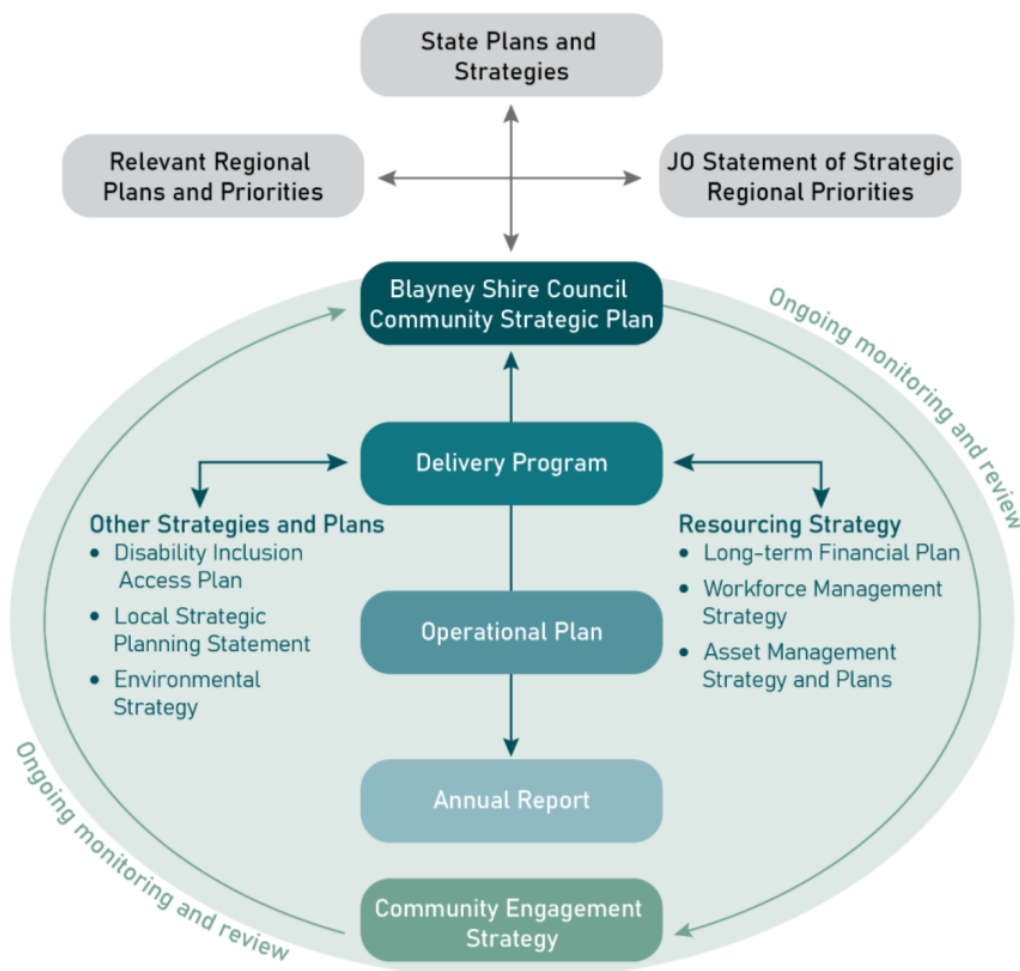 State Plans and
Strategies
Relevant Regional
Plans and Priorities
JO Statement of Strategic
Regional Priorities
Blayney Shire Council
Community Strategic Plan
Ongoing monitoring and review
Delivery Program
Other Strategies and Plans
• Disability Inclusion
Access Plan
• Local Strategic
Planning Statement
• Environmental
Strategy
Resourcing Strategy
• Long-term Financial Plan
• Workforce Management
Strategy
• Asset Management
Strategy and Plans
Operational Plan
Annual Report
Ongoing monitoring and review
Community Engagement
Strategy